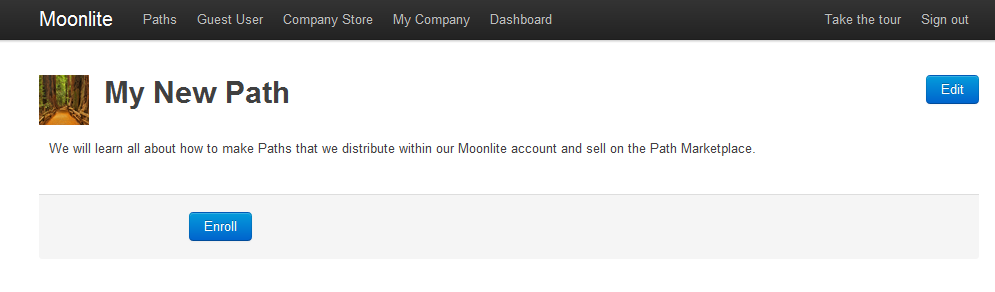 Moonlite Paths Guest User Company Store My Company Dashboard Take the tour Sign out
My New Path Edit
We will learn all about how to make Paths that we distribute within our Moonlite account and sell on the Path Marketplace.
Enroll